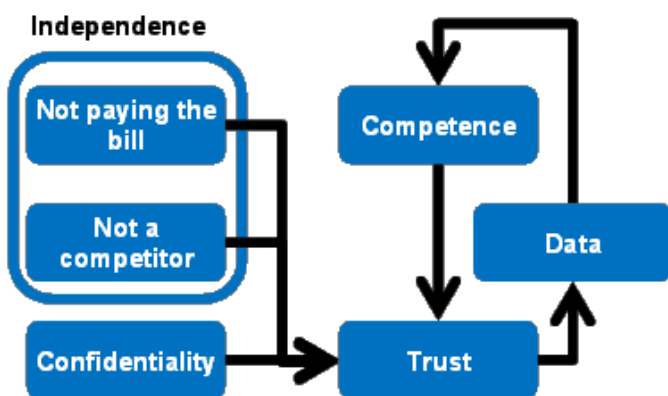 Independence
Not paying the
bill
Not a
competitor
Confidentiality
Competence
Data
Trust